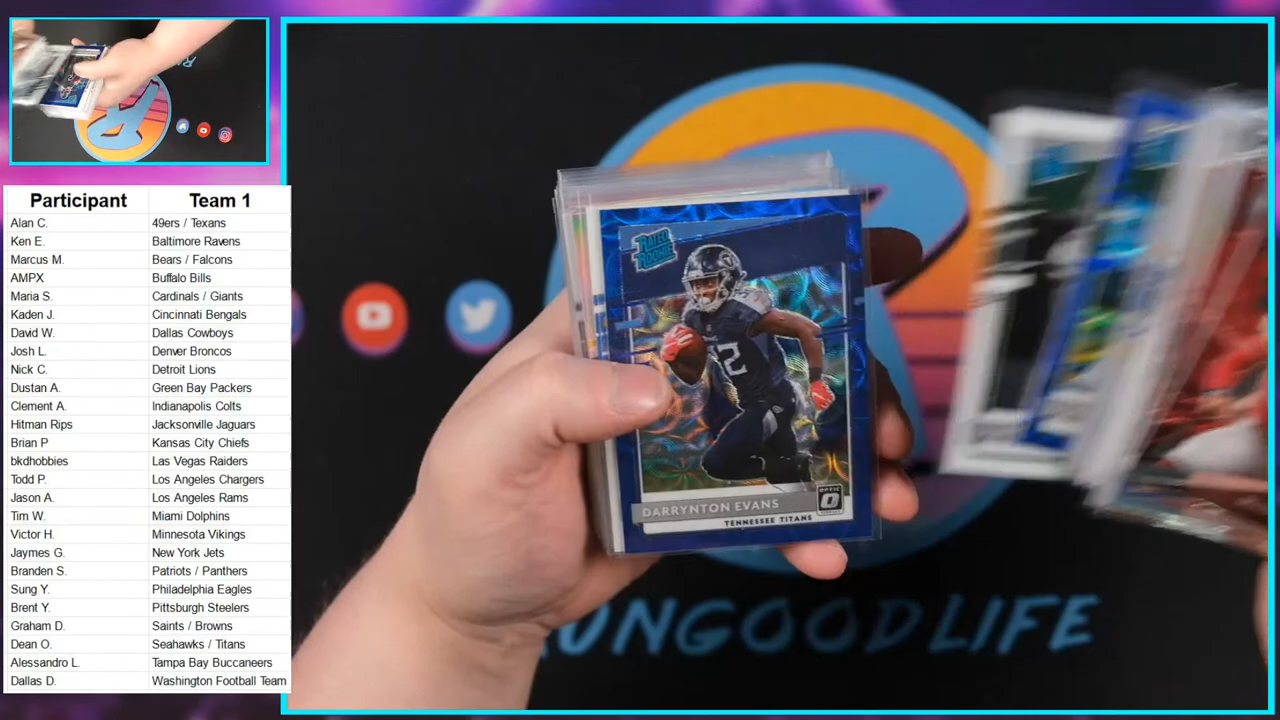 Participant Team 1
Alan C. 49ers / Texans
Ken E. Baltimore Ravens
Marcus M. Bears / Falcons
AMPX Buffalo Bills
Maria S. Cardinals / Giants
Kaden J. Cincinnati Bengals
David W. Dallas Cowboys
Josh L. Denver Broncos
Nick C. Detroit Lions
Dustan A. Green Bay Packers
Clement A. Indianapolis Colts
Hitman Rips Jacksonville Jaguars
Brian P Kansas City Chiefs
bkdhobbies Las Vegas Raiders
Todd P. Los Angeles Chargers
Jason A. Los Angeles Rams
Tim W. Miami Dolphins
Victor H. Minnesota Vikings
Jaymes G. New York Jets
Branden S. Patriots / Panthers
Sung Y. Philadelphia Eagles
Brent Y. Pittsburgh Steelers
Graham D. Saints / Browns
Dean O. Seahawks / Titans
Alessandro L. Tampa Bay Buccaneers
Dallas D. Washington Football Team
RATED
ROOKIE
22
DARRYNTON EVANS
TENNESSEE TITANS
OPTIC
UNGOODLIFE